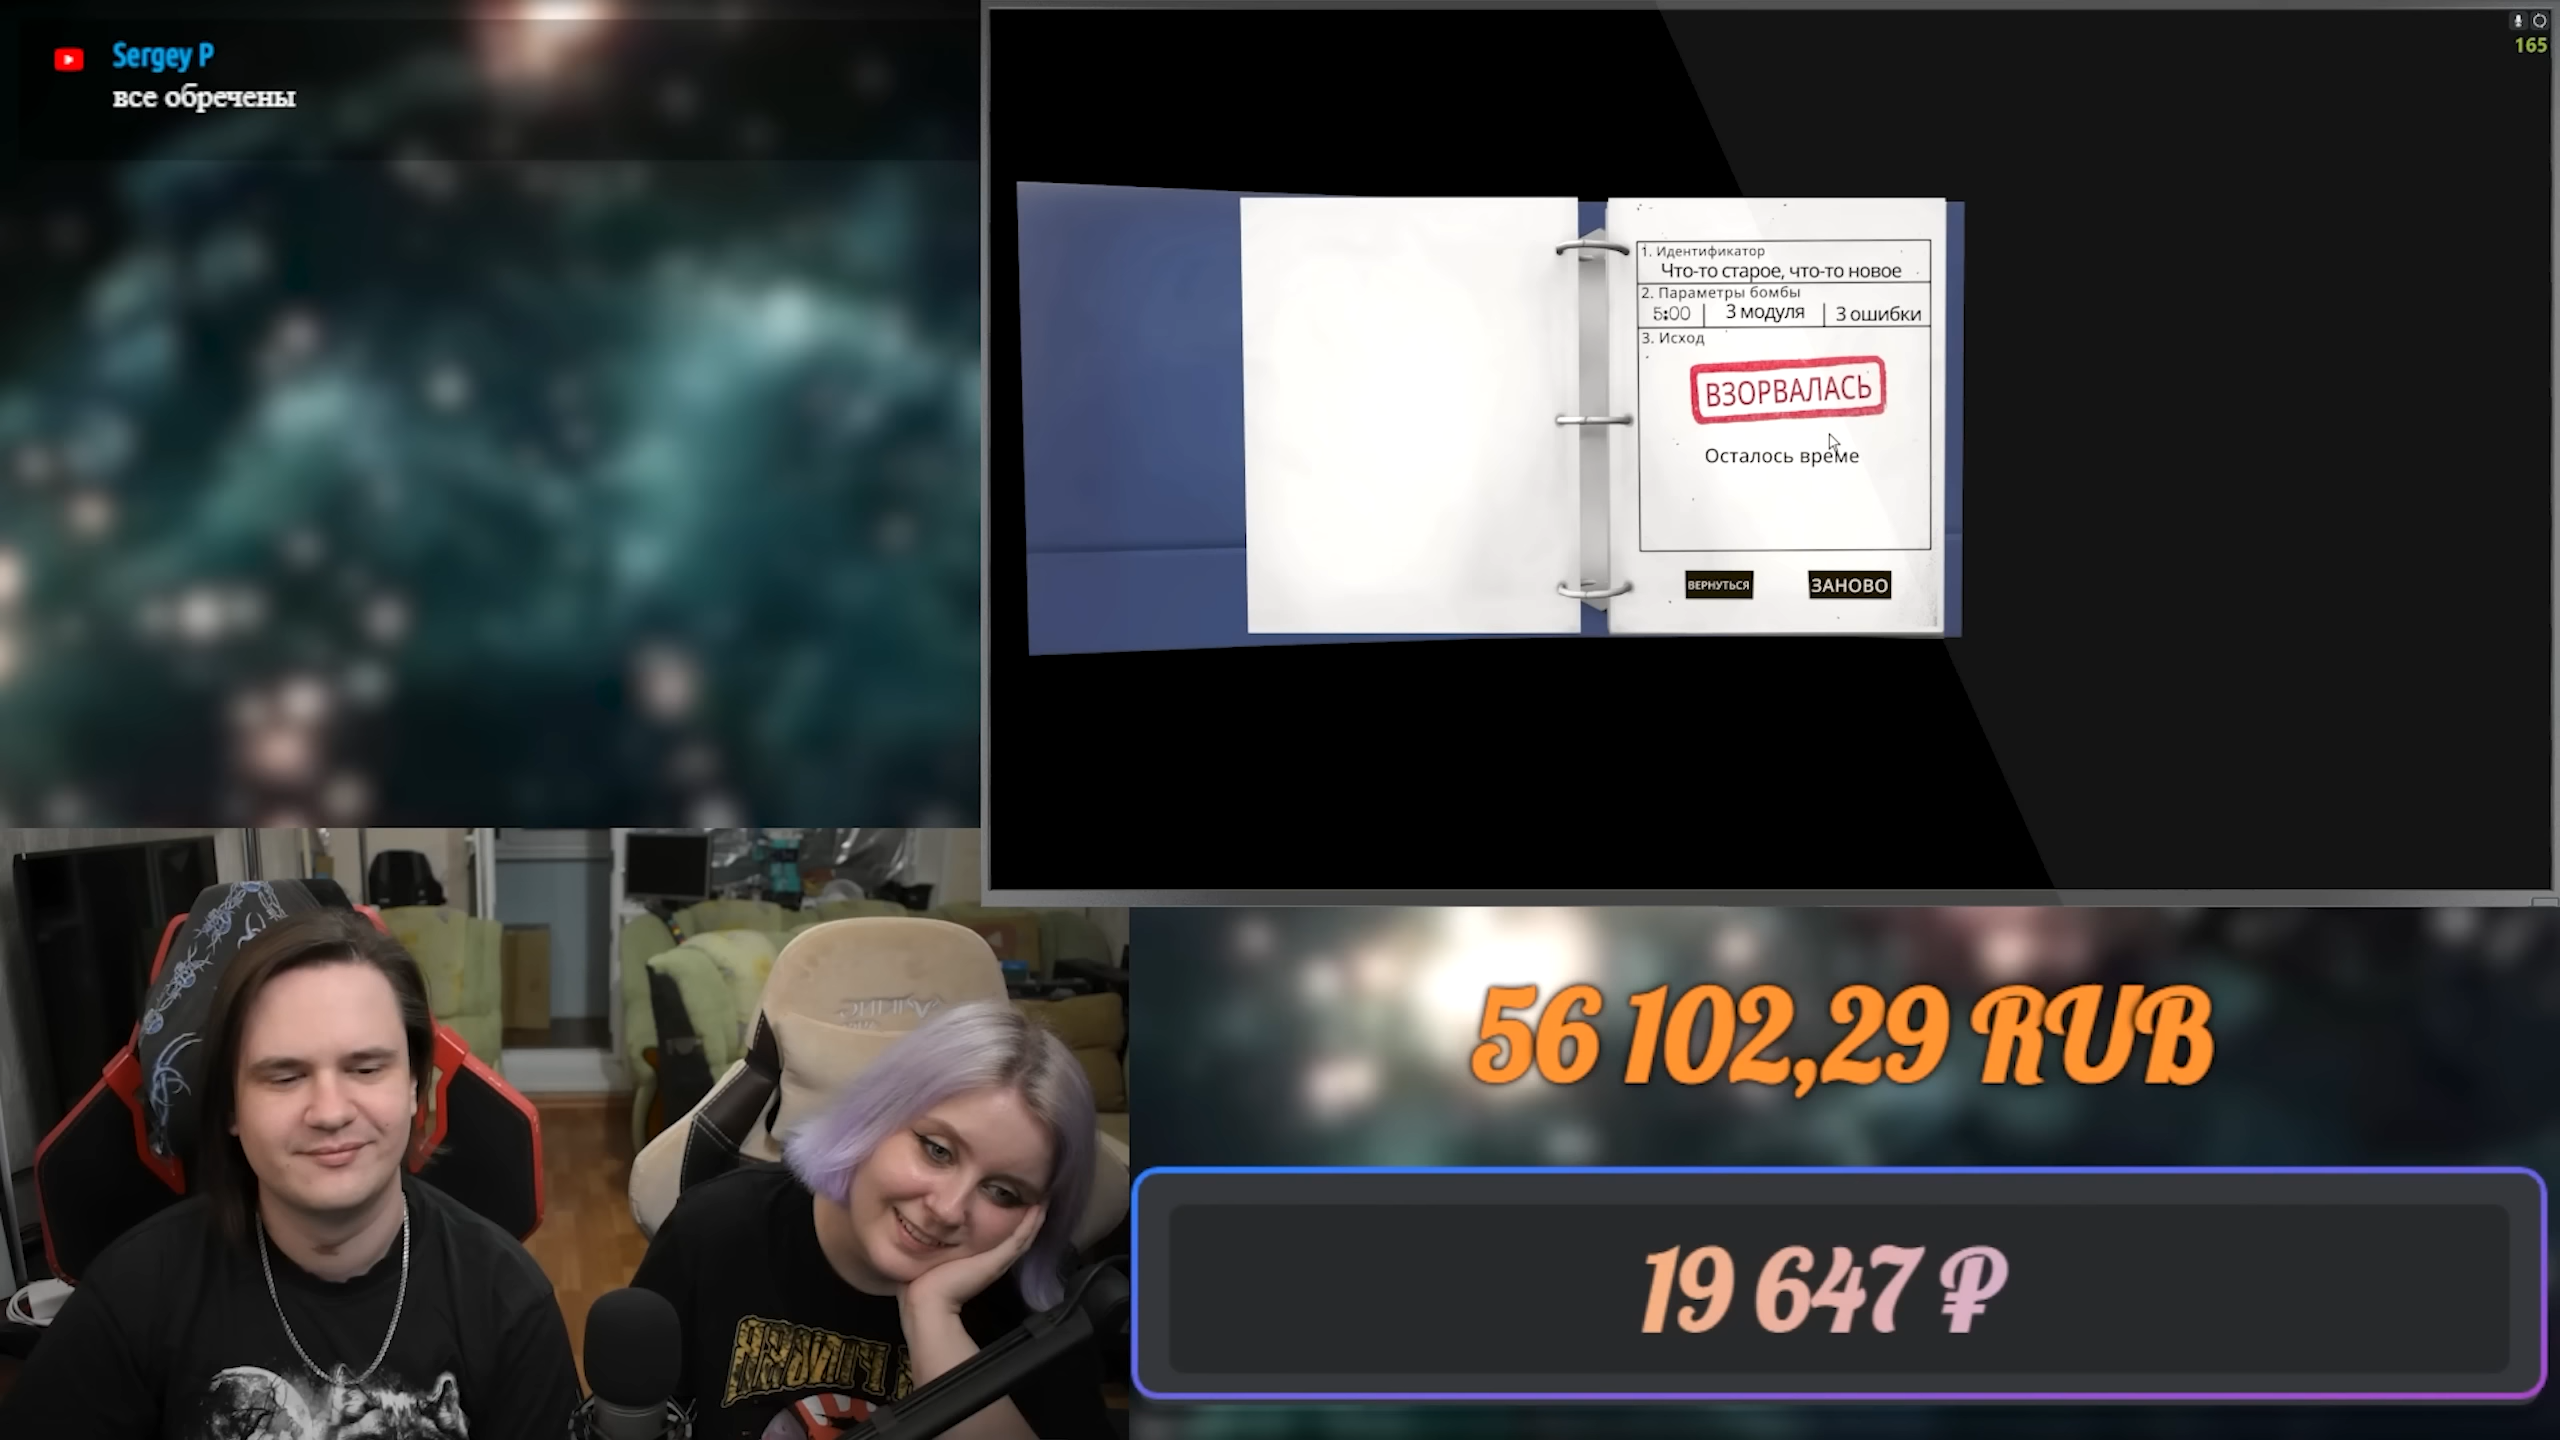 Sergey P
все обречены
165
1. Идентификатор
Что-то старое, что-то новое
2. Параметры бомбы
5:00 | 3 модуля | 3 ошибки
3. Исход
ВЗОРВАЛАСЬ
Осталось време
ВЕРНУТЬСЯ
ЗАНОВО
56 102,29 RUB
19 647 ₽